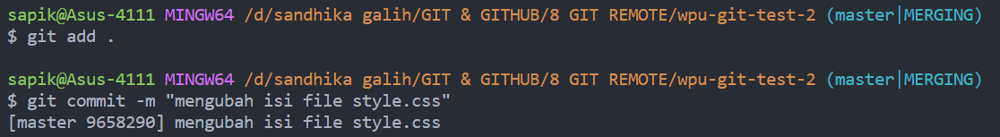 sapik@Asus-4111 MINGW64 /d/sandhika galih/GIT & GITHUB/8 GIT REMOTE/wpu-git-test-2 (master|MERGING)
$ git add .
sapik@Asus-4111 MINGW64 /d/sandhika galih/GIT & GITHUB/8 GIT REMOTE/wpu-git-test-2 (master|MERGING)
$ git commit -m "mengubah isi file style.css"
[master 9658290] mengubah isi file style.css